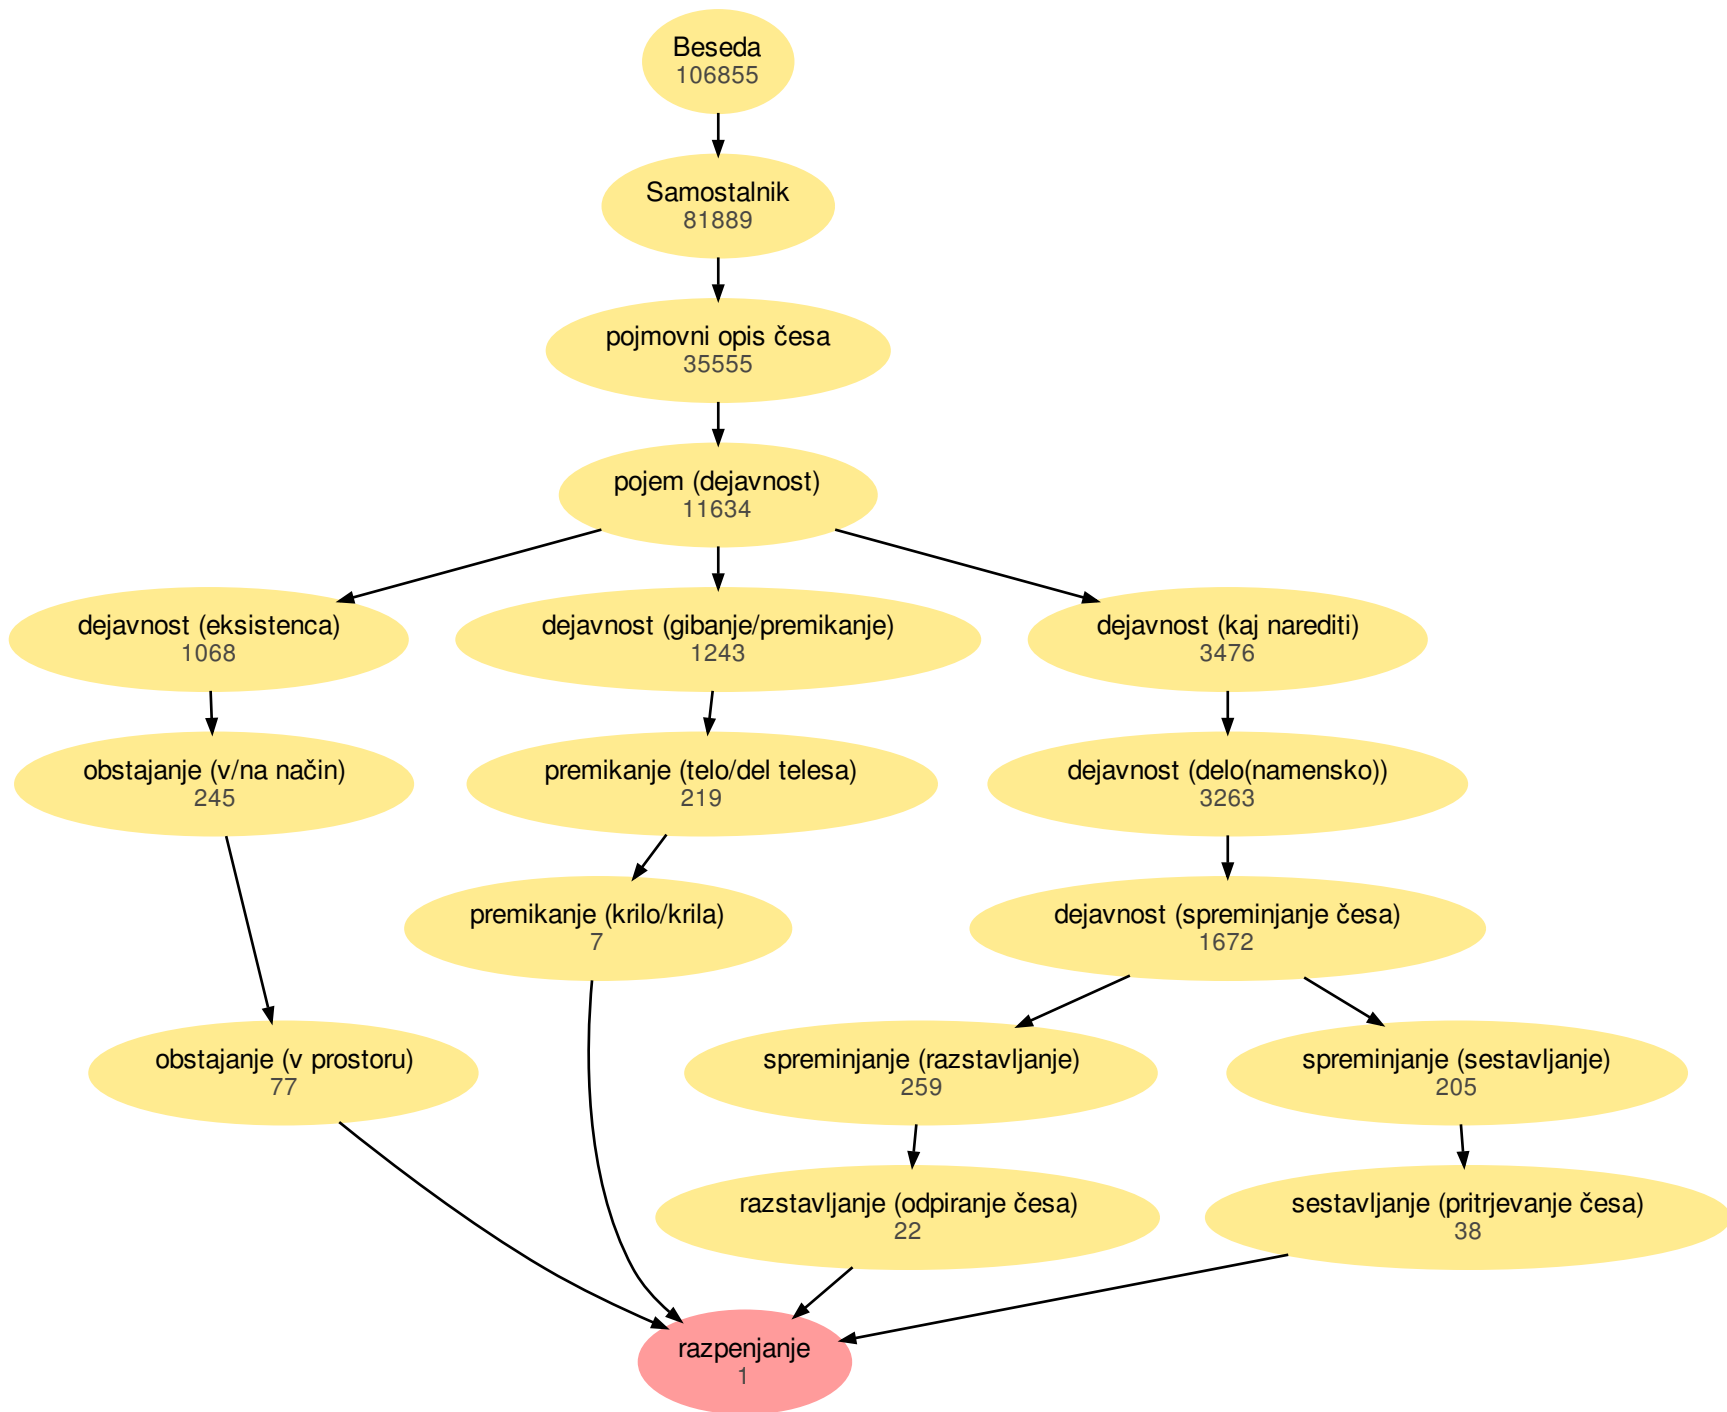 Beseda
106855
Samostalnik
81889
pojmovni opis česa
35555
pojem (dejavnost)
11634
dejavnost (eksistenca)
1068
dejavnost (gibanje/premikanje)
1243
dejavnost (kaj narediti)
3476
obstajanje (v/na način)
245
premikanje (telo/del telesa)
219
dejavnost (delo(namensko))
3263
premikanje (krilo/krila)
7
dejavnost (spreminjanje česa)
1672
obstajanje (v prostoru)
77
spreminjanje (razstavljanje)
259
spreminjanje (sestavljanje)
205
razstavljanje (odpiranje česa)
22
sestavljanje (pritrjevanje česa)
38
razpenjanje
1